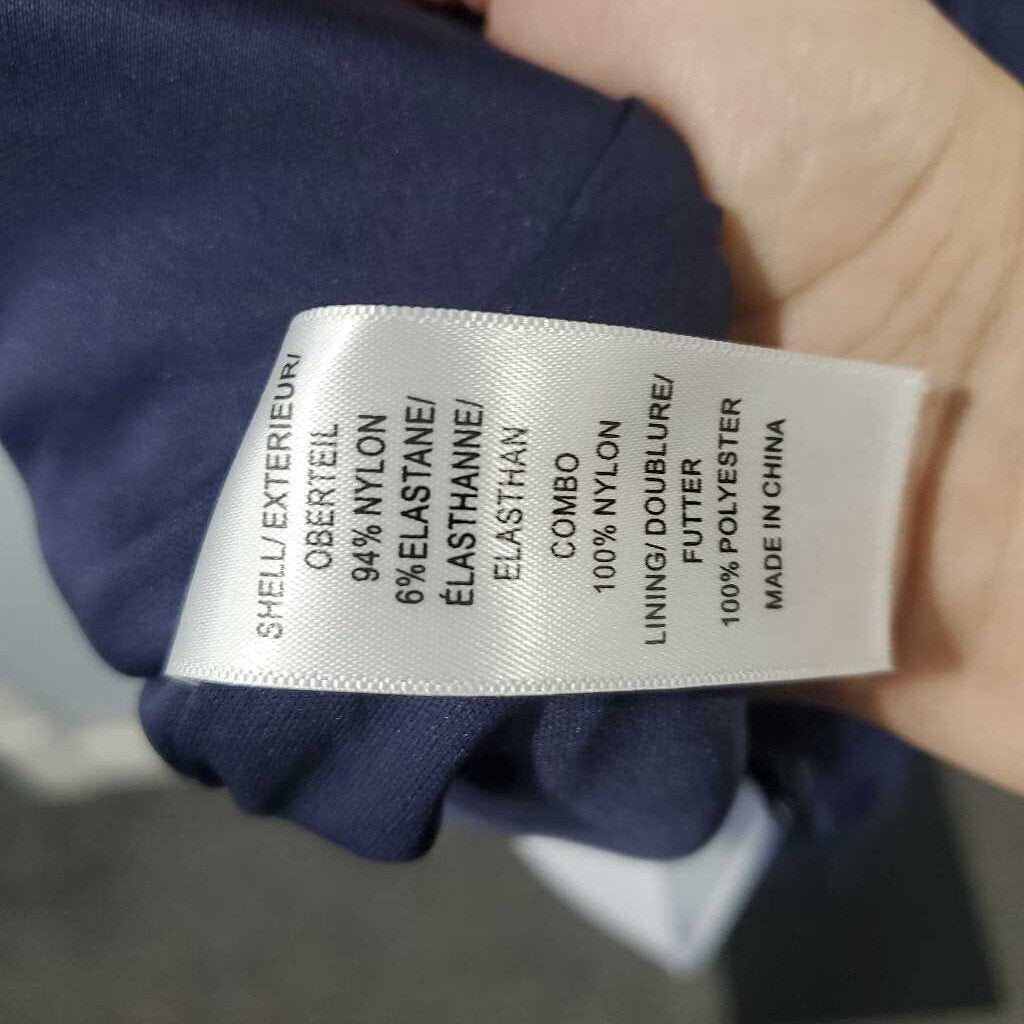 SHELL/ EXTERIEUR/
OBERTEIL
94% NYLON
6%ELASTANE/
ÉLASTHANNE/
ELASTHAN
COMBO
100% NYLON
LINING/ DOUBLURE/
FUTTER
100% POLYESTER
MADE IN CHINA